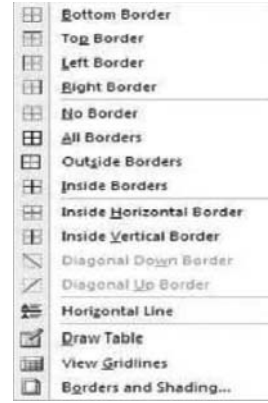 Bottom Border
Top Border
Left Border
Right Border
No Border
All Borders
Outside Borders
Inside Borders
Inside Horizontal Border
Inside Vertical Border
Diagonal Down Border
Diagonal Up Border
Horizontal Line
Draw Table
View Gridlines
Borders and Shading...